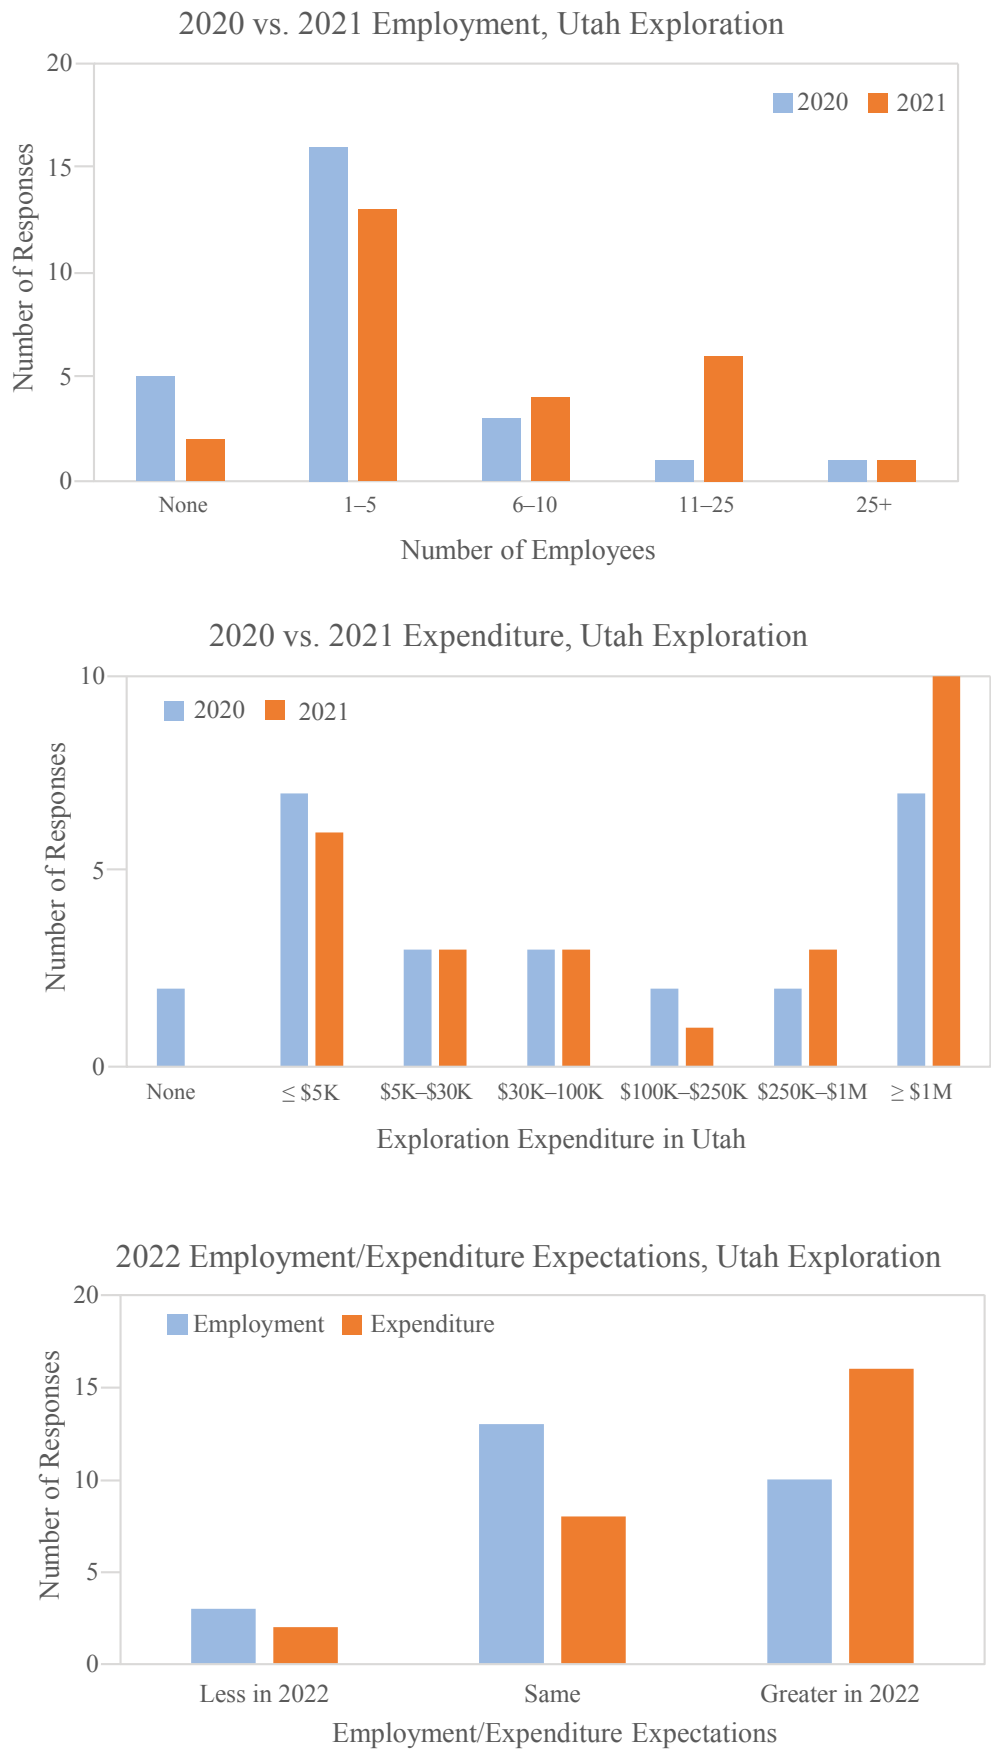 2020 vs. 2021 Employment, Utah Exploration
20
2020 2021
15
10
5
0
Number of Responses
None 1–5 6–10 11–25 25+
Number of Employees
2020 vs. 2021 Expenditure, Utah Exploration
10
2020 2021
5
0
Number of Responses
None ≤ $5K $5K–$30K $30K–100K $100K–$250K $250K–$1M ≥ $1M
Exploration Expenditure in Utah
2022 Employment/Expenditure Expectations, Utah Exploration
20
Employment Expenditure
15
10
5
0
Number of Responses
Less in 2022 Same Greater in 2022
Employment/Expenditure Expectations